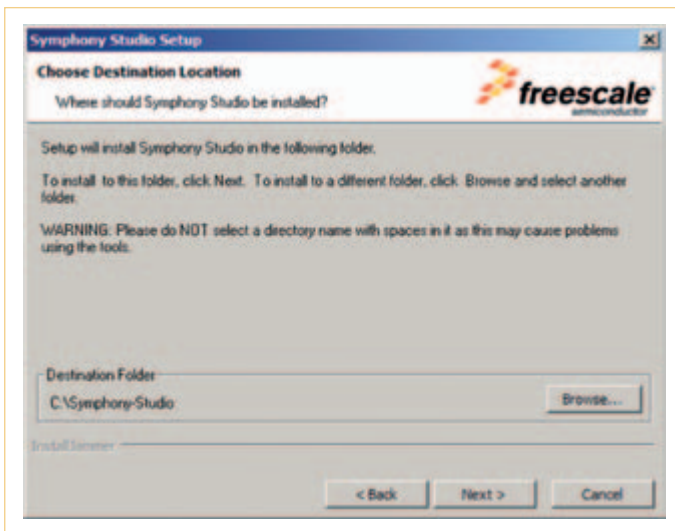 Symphony Studio Setup
Choose Destination Location
Where should Symphony Studio be installed?
freescale
semiconductor
Setup will install Symphony Studio in the following folder.
To install to this folder, click Next. To install to a different folder, click Browse and select another
folder.
WARNING: Please do NOT select a directory name with spaces in it as this may cause problems
using the tools.
Destination Folder
C:\Symphony-Studio
Browse...
InstallJammer
< Back
Next >
Cancel